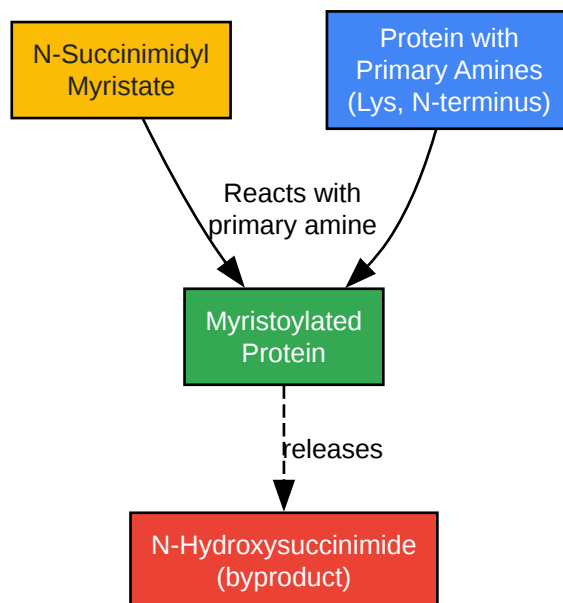 N-Succinimidyl
Myristate
Protein with
Primary Amines
(Lys, N-terminus)
Reacts with
primary amine
Myristoylated
Protein
releases
N-Hydroxysuccinimide
(byproduct)